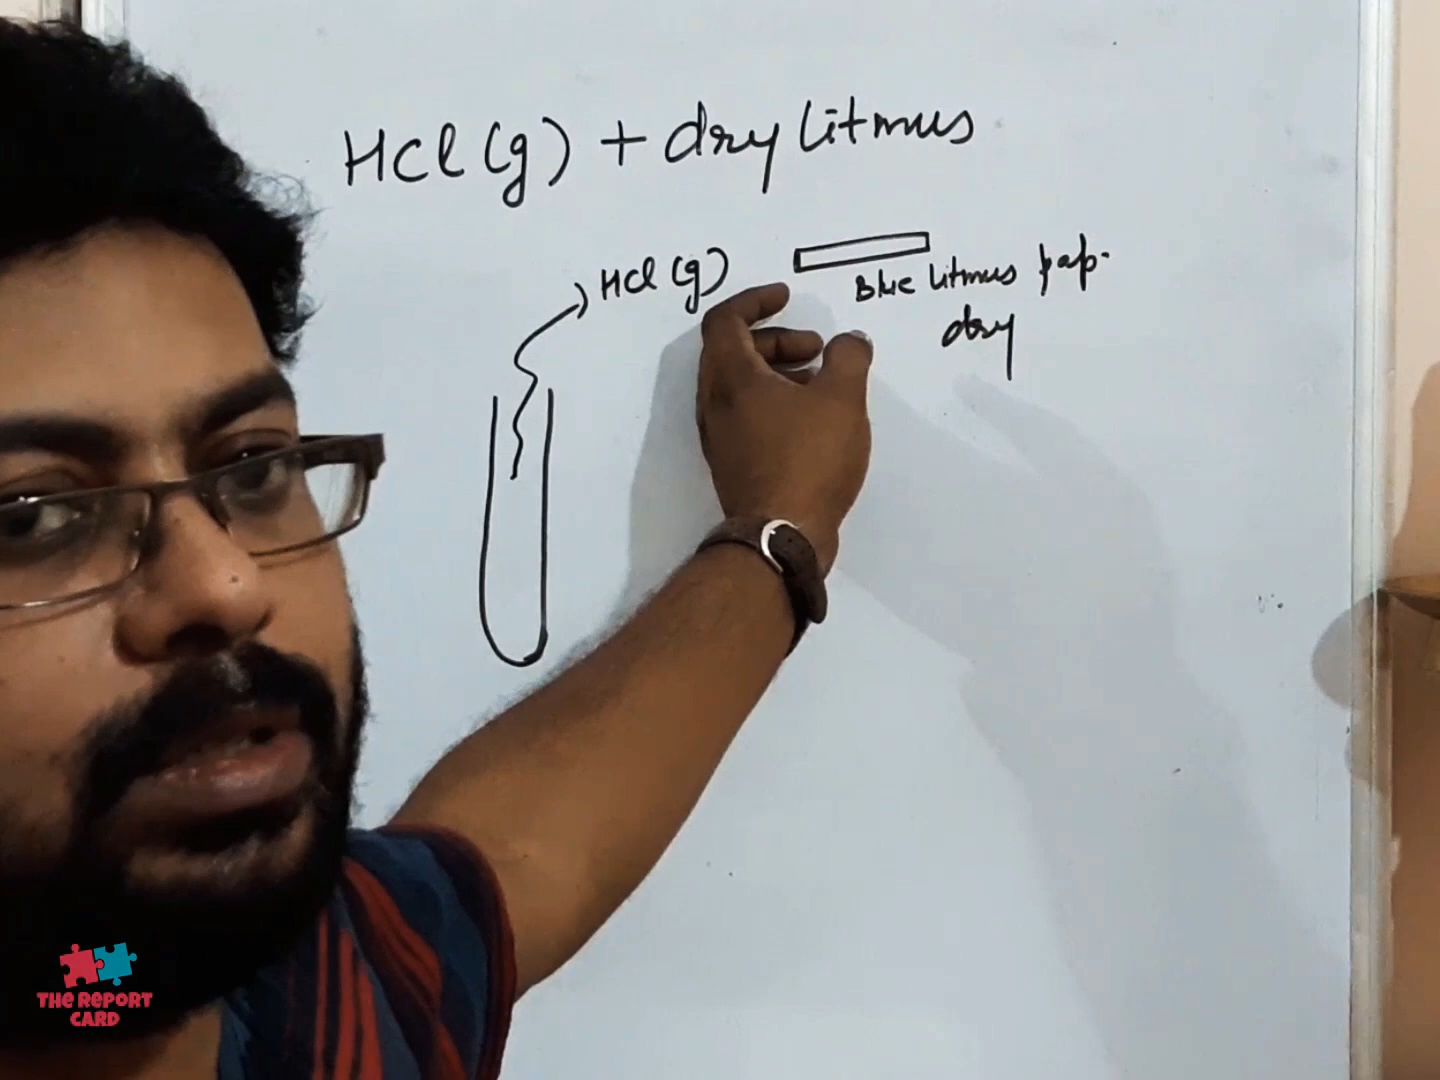 HCl (g) + dry litmus
HCl (g)
Blue litmus pap.
dry
THE REPORT
CARD